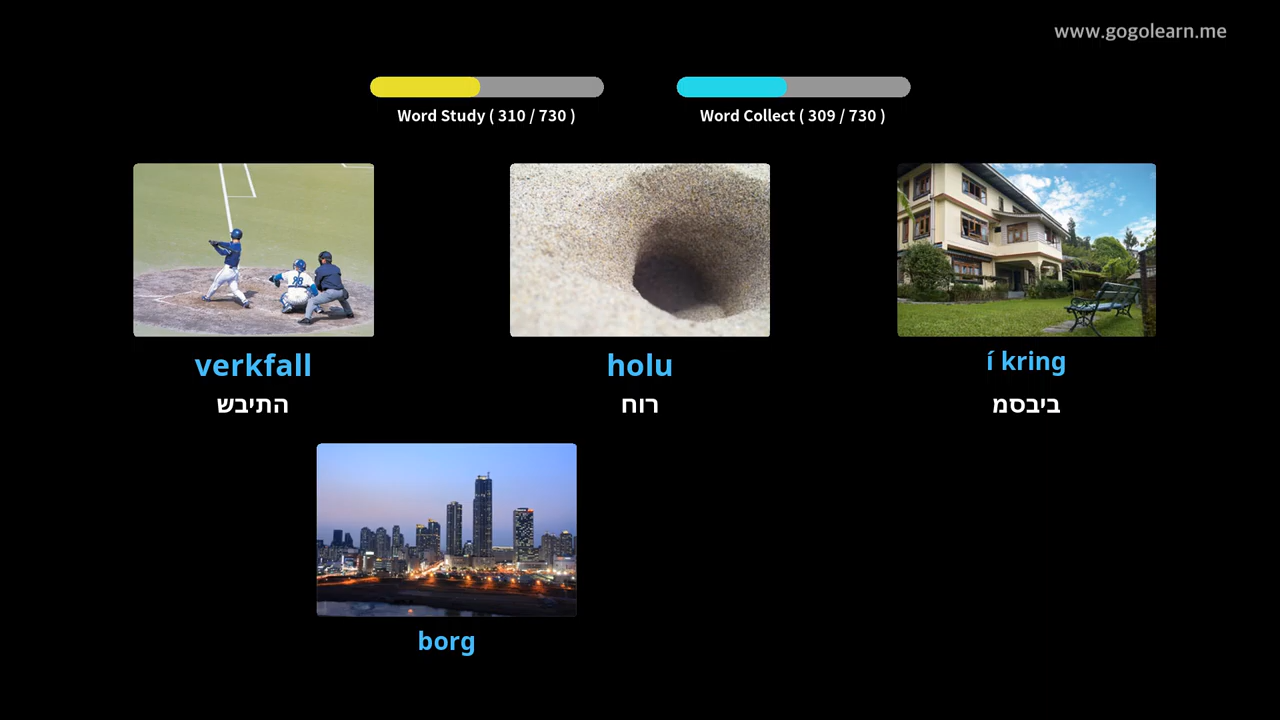 www.gogolearn.me
Word Study ( 310 / 730 )
Word Collect ( 309 / 730 )
verkfall
התיבש
holu
רוח
í kring
ביבסמ
borg